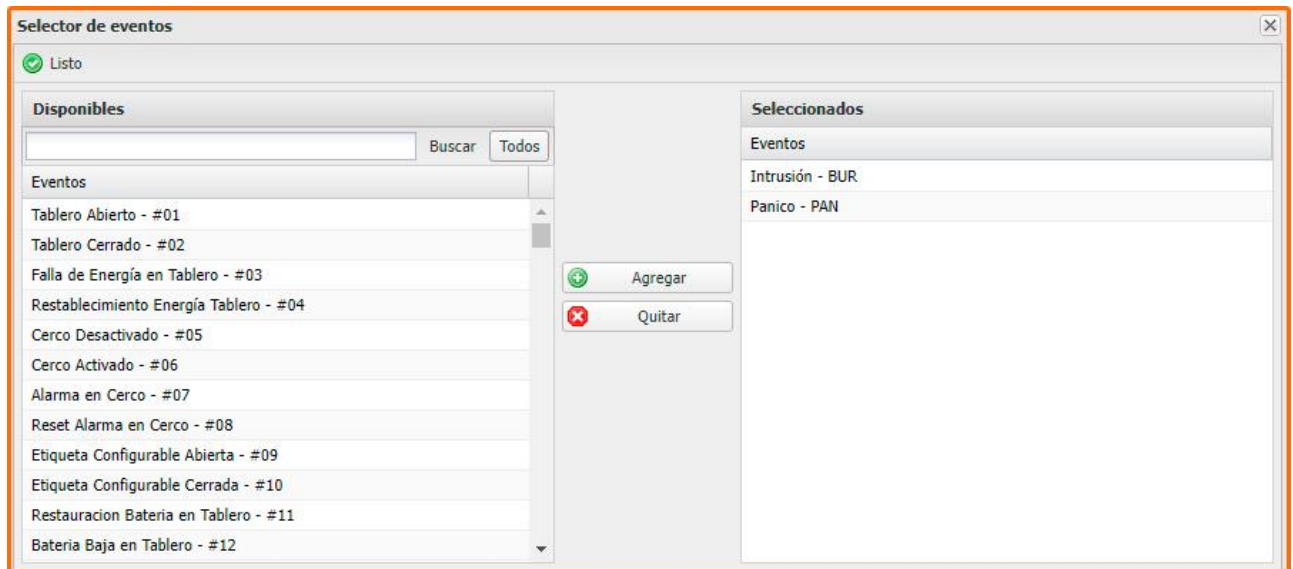 Selector de eventos
Listo
Disponibles
Buscar Todos
Eventos
Tablero Abierto - #01
Tablero Cerrado - #02
Falla de Energía en Tablero - #03
Restablecimiento Energía Tablero - #04
Cerco Desactivado - #05
Cerco Activado - #06
Alarma en Cerco - #07
Reset Alarma en Cerco - #08
Etiqueta Configurable Abierta - #09
Etiqueta Configurable Cerrada - #10
Restauracion Bateria en Tablero - #11
Bateria Baja en Tablero - #12
Agregar
Quitar
Seleccionados
Eventos
Intrusión - BUR
Panico - PAN